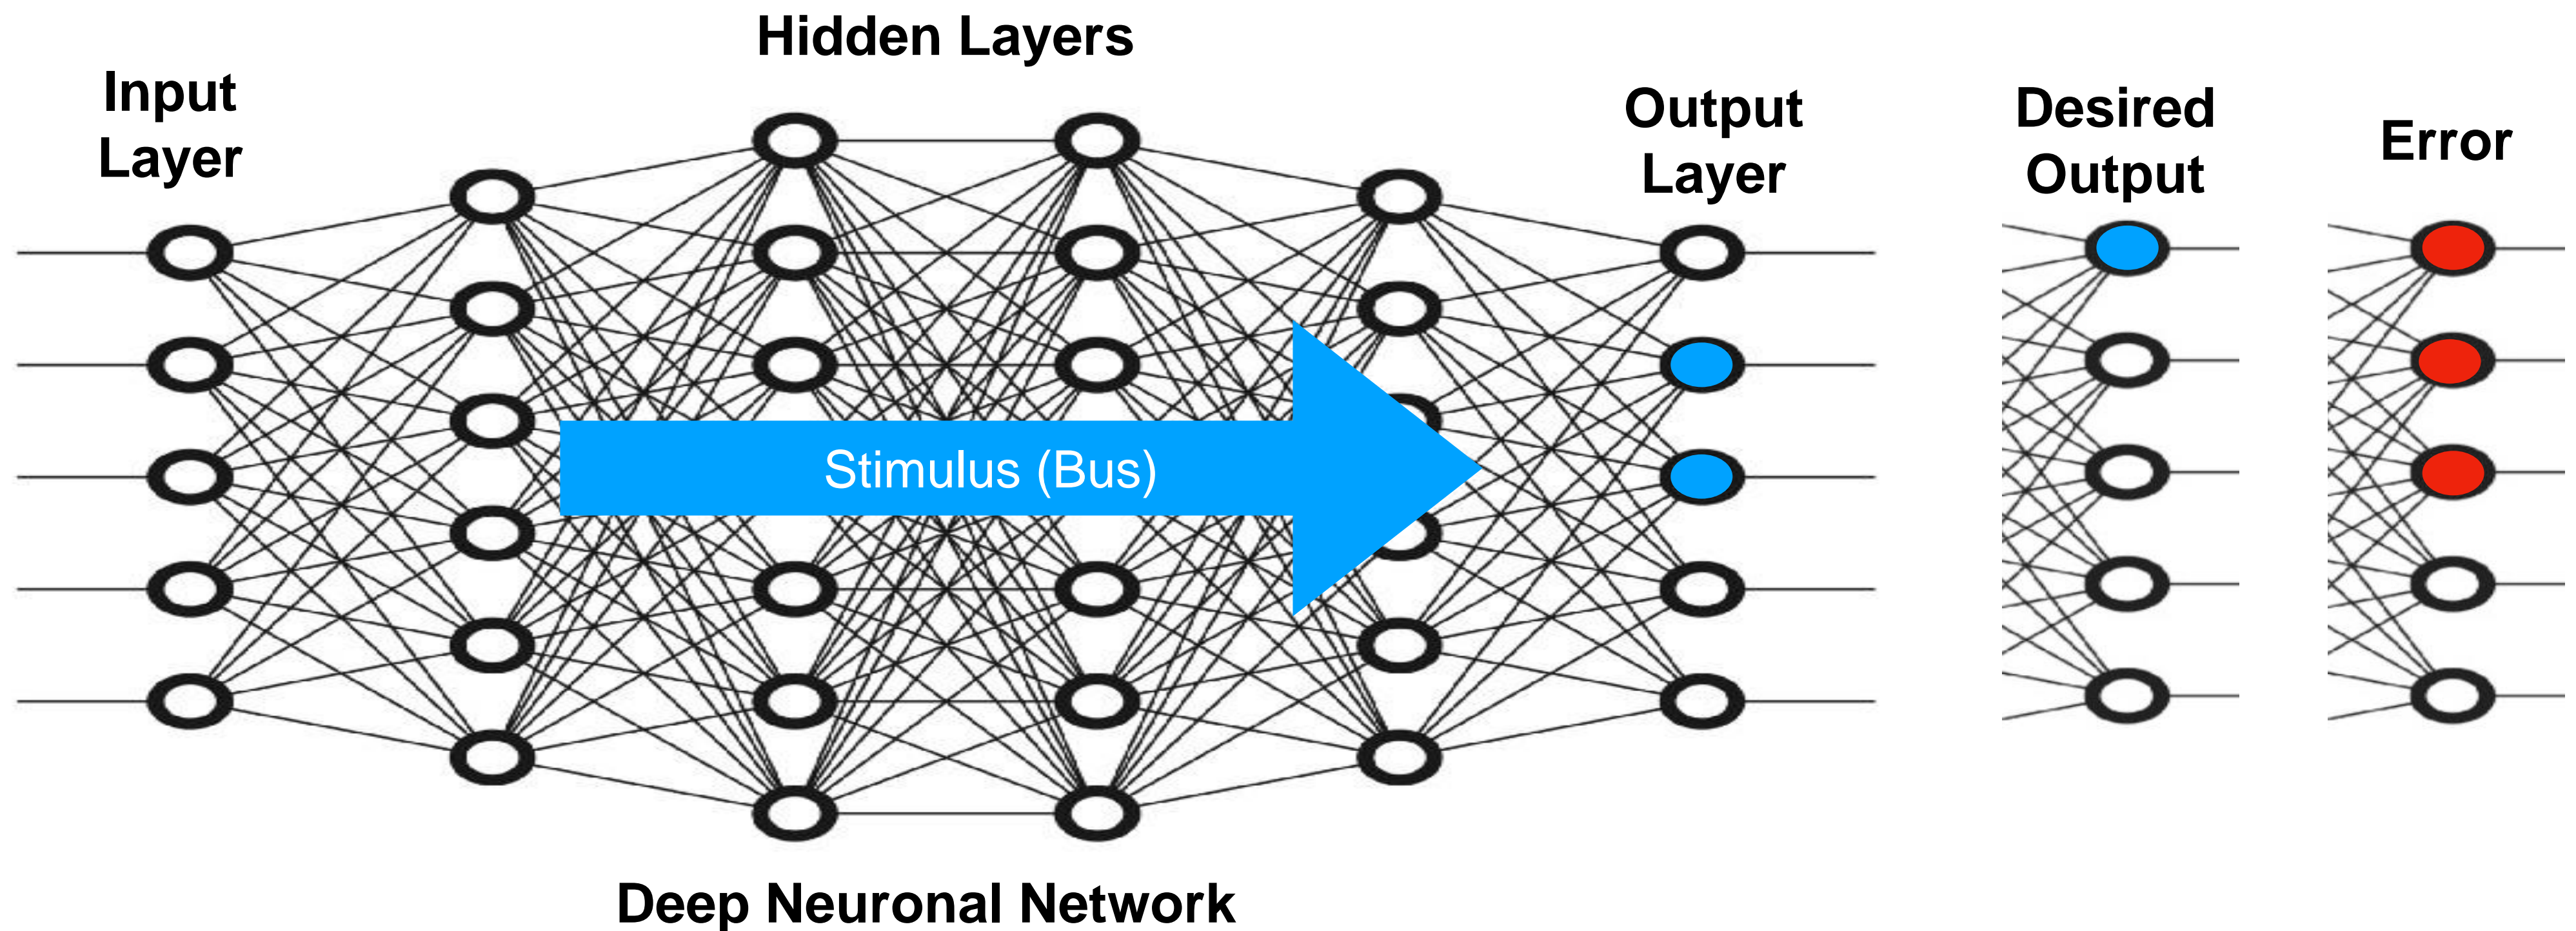 Hidden Layers
Input
Layer
Output
Layer
Desired
Output
Error
Stimulus (Bus)
Deep Neuronal Network